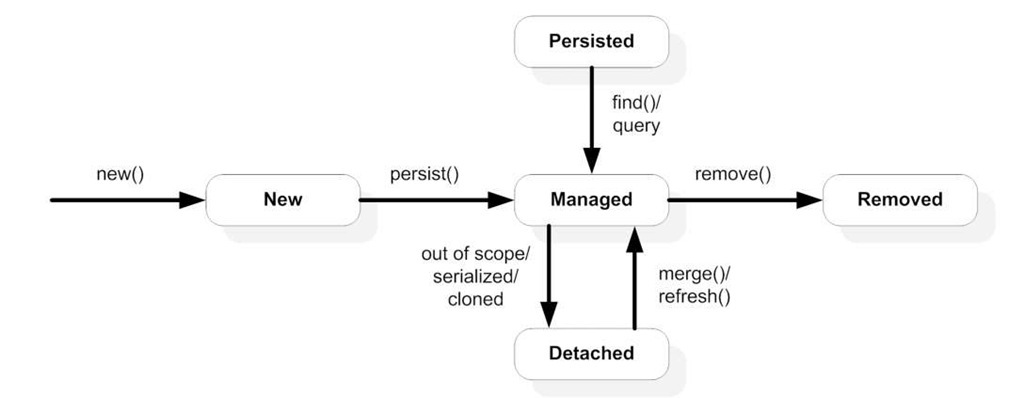 Persisted
find()/
query
new()
New
persist()
Managed
remove()
Removed
out of scope/
serialized/
cloned
merge()/
refresh()
Detached